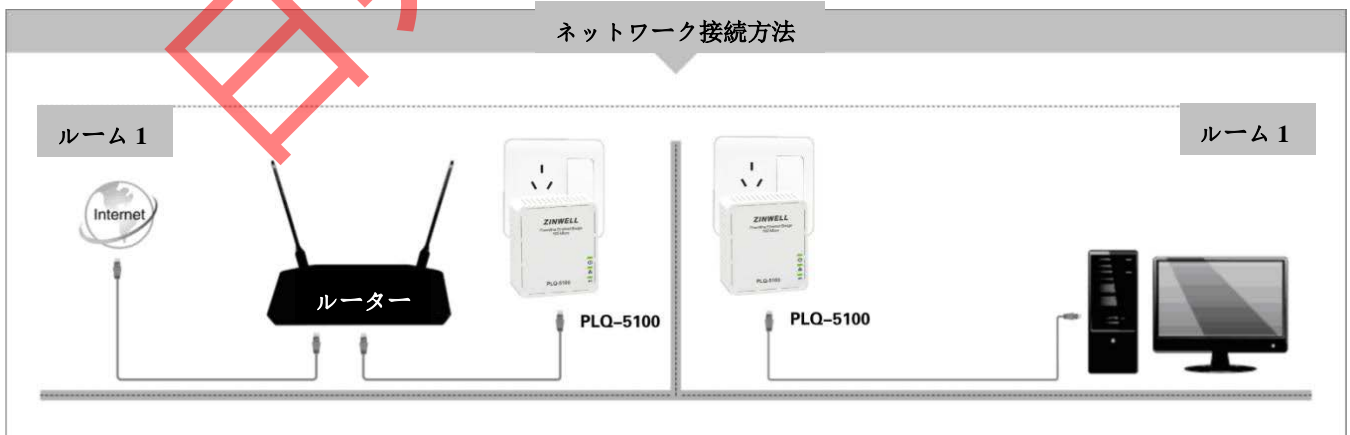 ネットワーク接続方法
ルーム 1
ルーム 1
Internet
ルーター
ZINWELL
PLQ-5100
PLQ–5100
ZINWELL
PLQ-5100
PLQ–5100